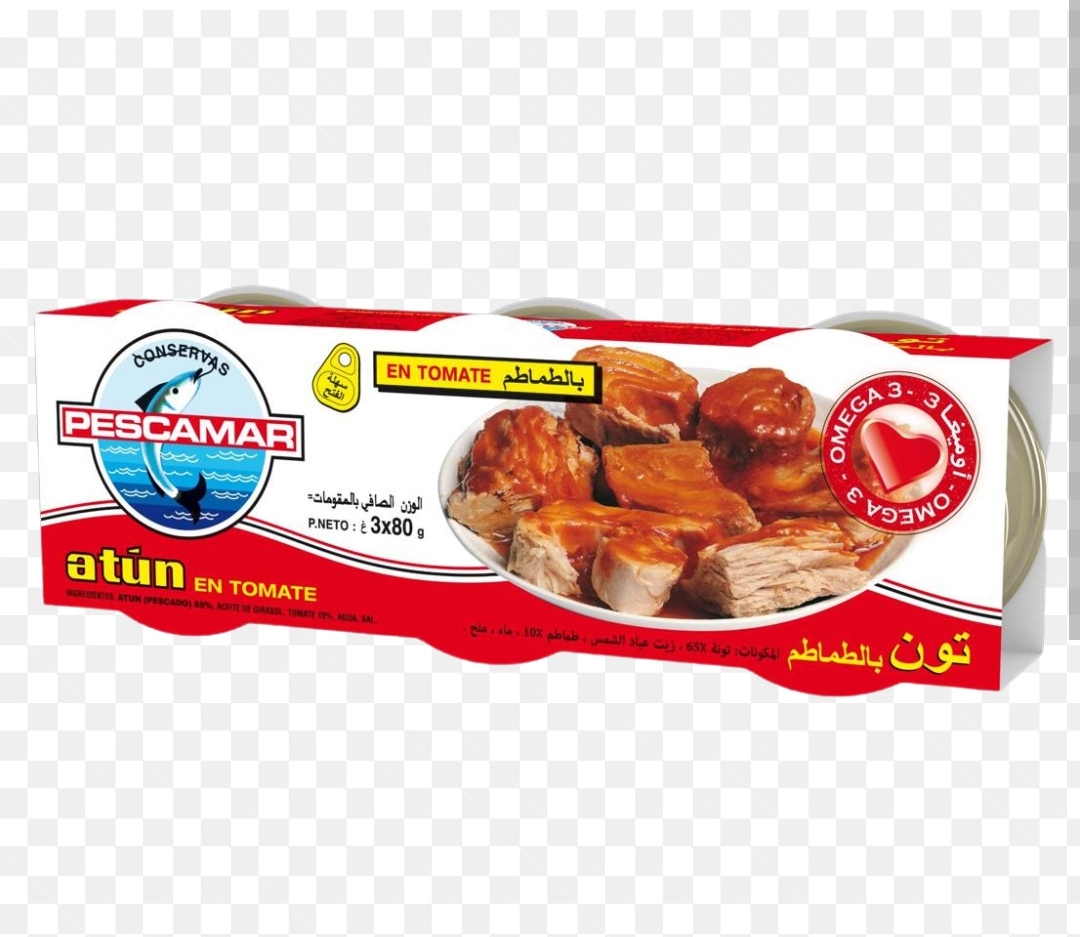 CONSERVAS
PESCAMAR
سهلة
الفتح
EN TOMATE بالطماطم
OMEGA 3 - أوميغا 3 - OMEGA 3 -
الوزن الصافي بالمقومات=
P.NETO : غ 3x80 g
atún EN TOMATE
INGREDIENTES: ATUN (PESCADO) 65%, ACEITE DE GIRASOL, TOMATE 10%, AGUA, SAL.
تون بالطماطم
المكونات: تونة 65٪ ، زيت عباد الشمس ، طماطم 10٪ ، ماء ، ملح .